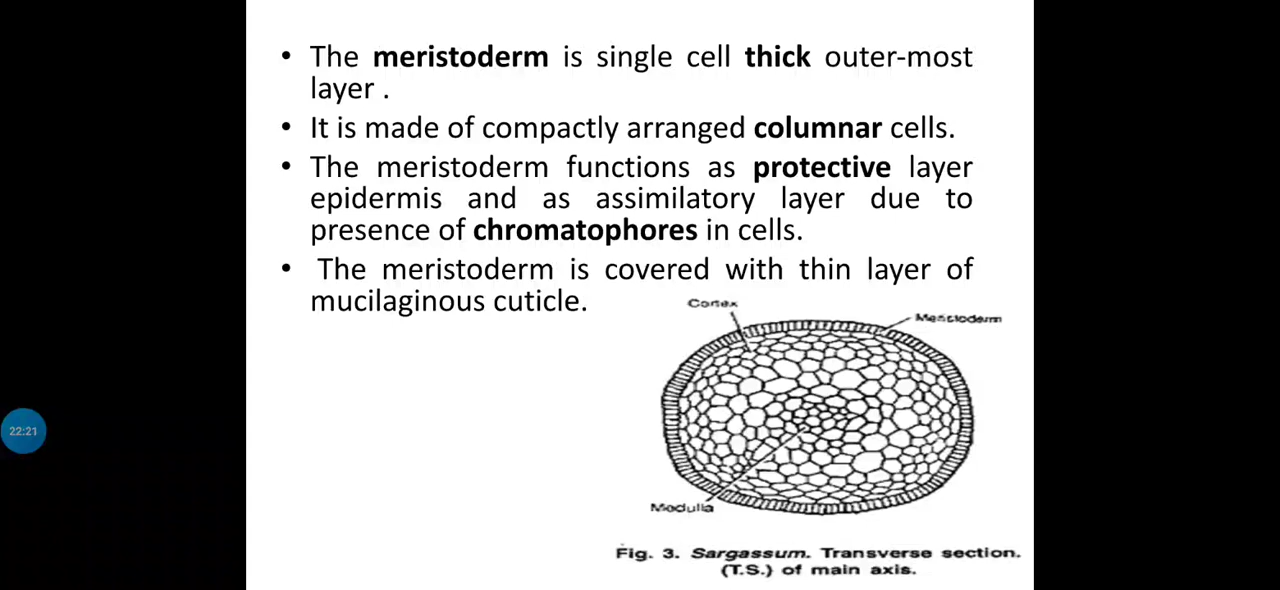 • The meristoderm is single cell thick outer-most
layer .
• It is made of compactly arranged columnar cells.
• The meristoderm functions as protective layer
epidermis and as assimilatory layer due to
presence of chromatophores in cells.
• The meristoderm is covered with thin layer of
mucilaginous cuticle.
Cortex
Meristoderm
22:21
Medulla
Fig. 3. Sargassum. Transverse section.
(T.S.) of main axis.